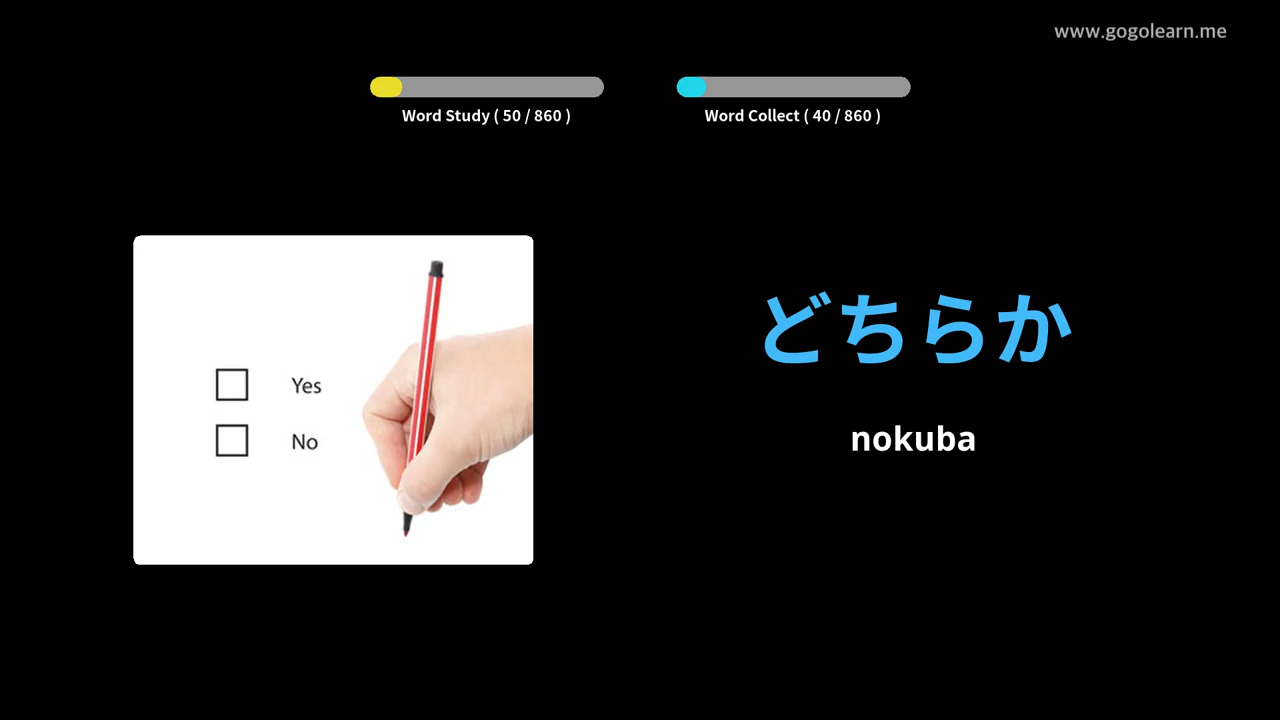 www.gogolearn.me
Word Study ( 50 / 860 )
Word Collect ( 40 / 860 )
Yes
No
どちらか
nokuba